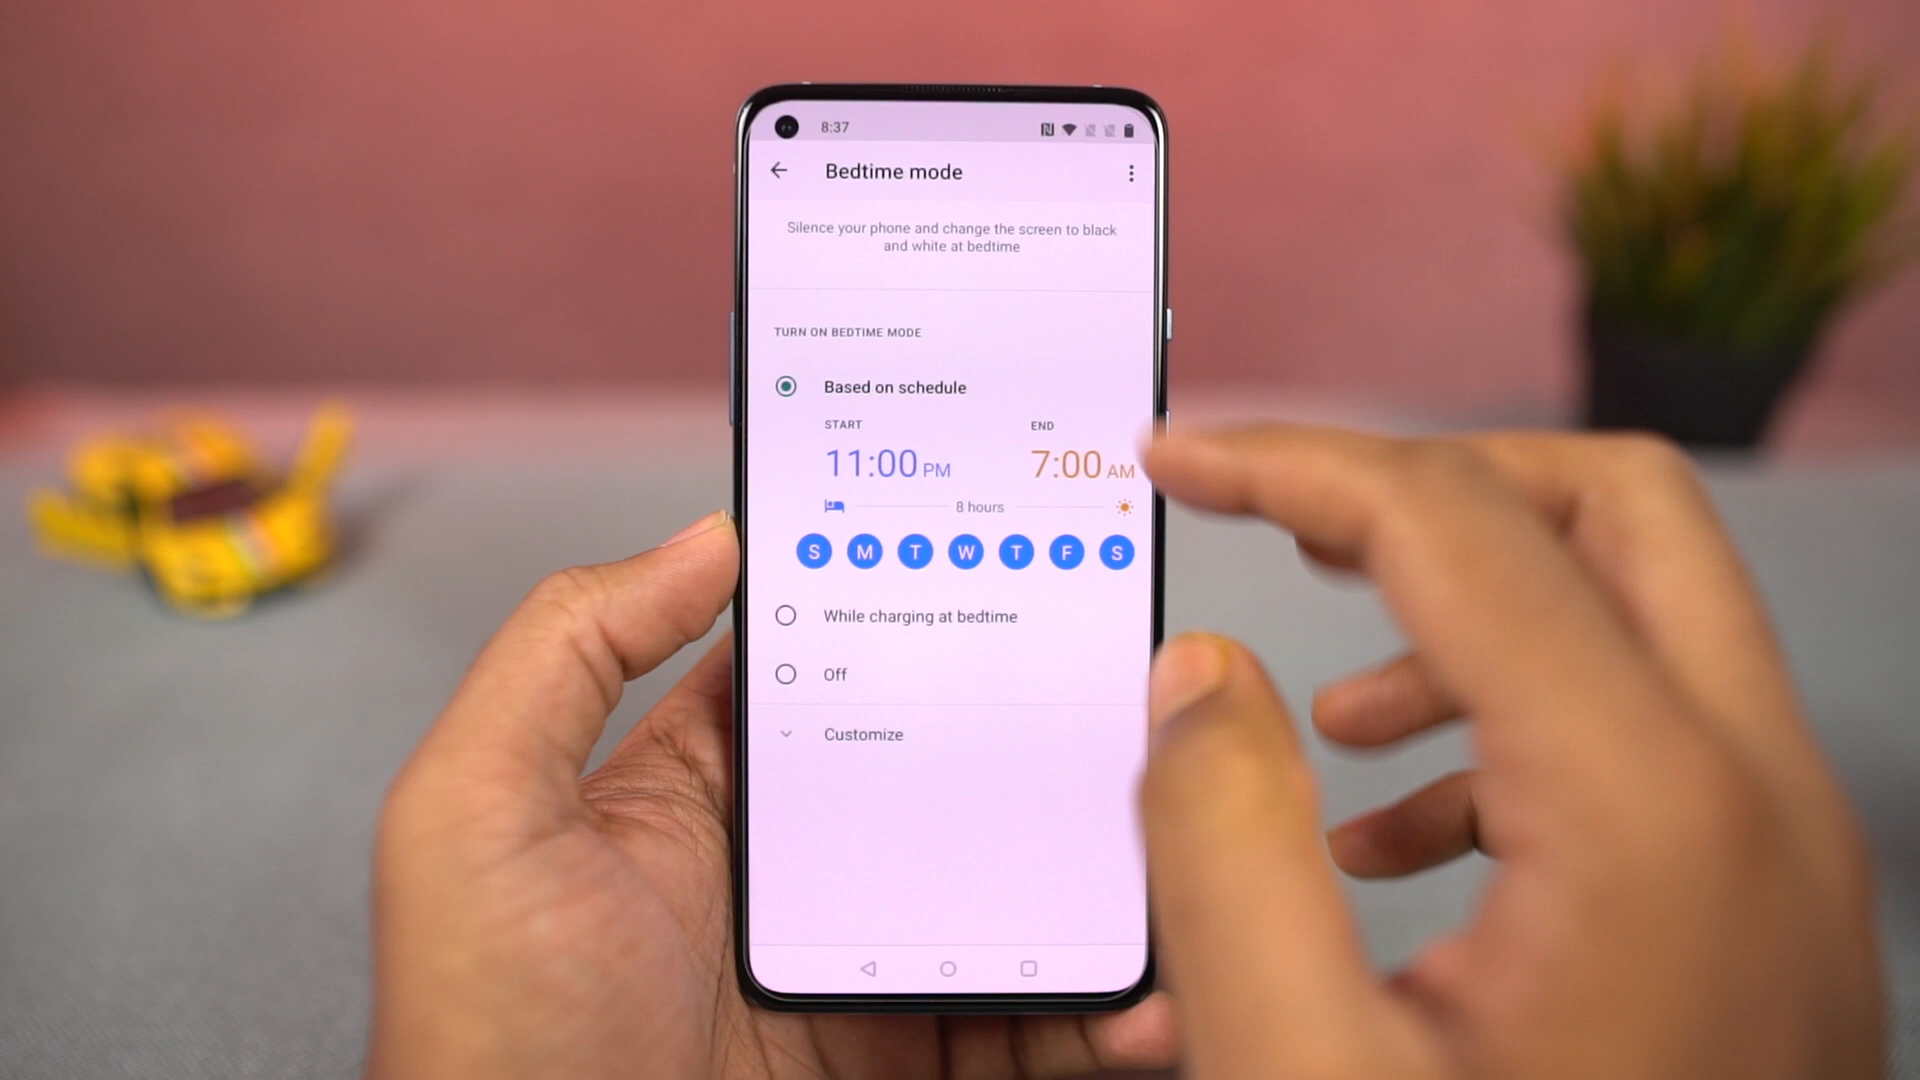 8:37
Bedtime mode
Silence your phone and change the screen to black
and white at bedtime
TURN ON BEDTIME MODE
Based on schedule
START END
11:00 PM 7:00 AM
8 hours
S M T W T F S
While charging at bedtime
Off
Customize